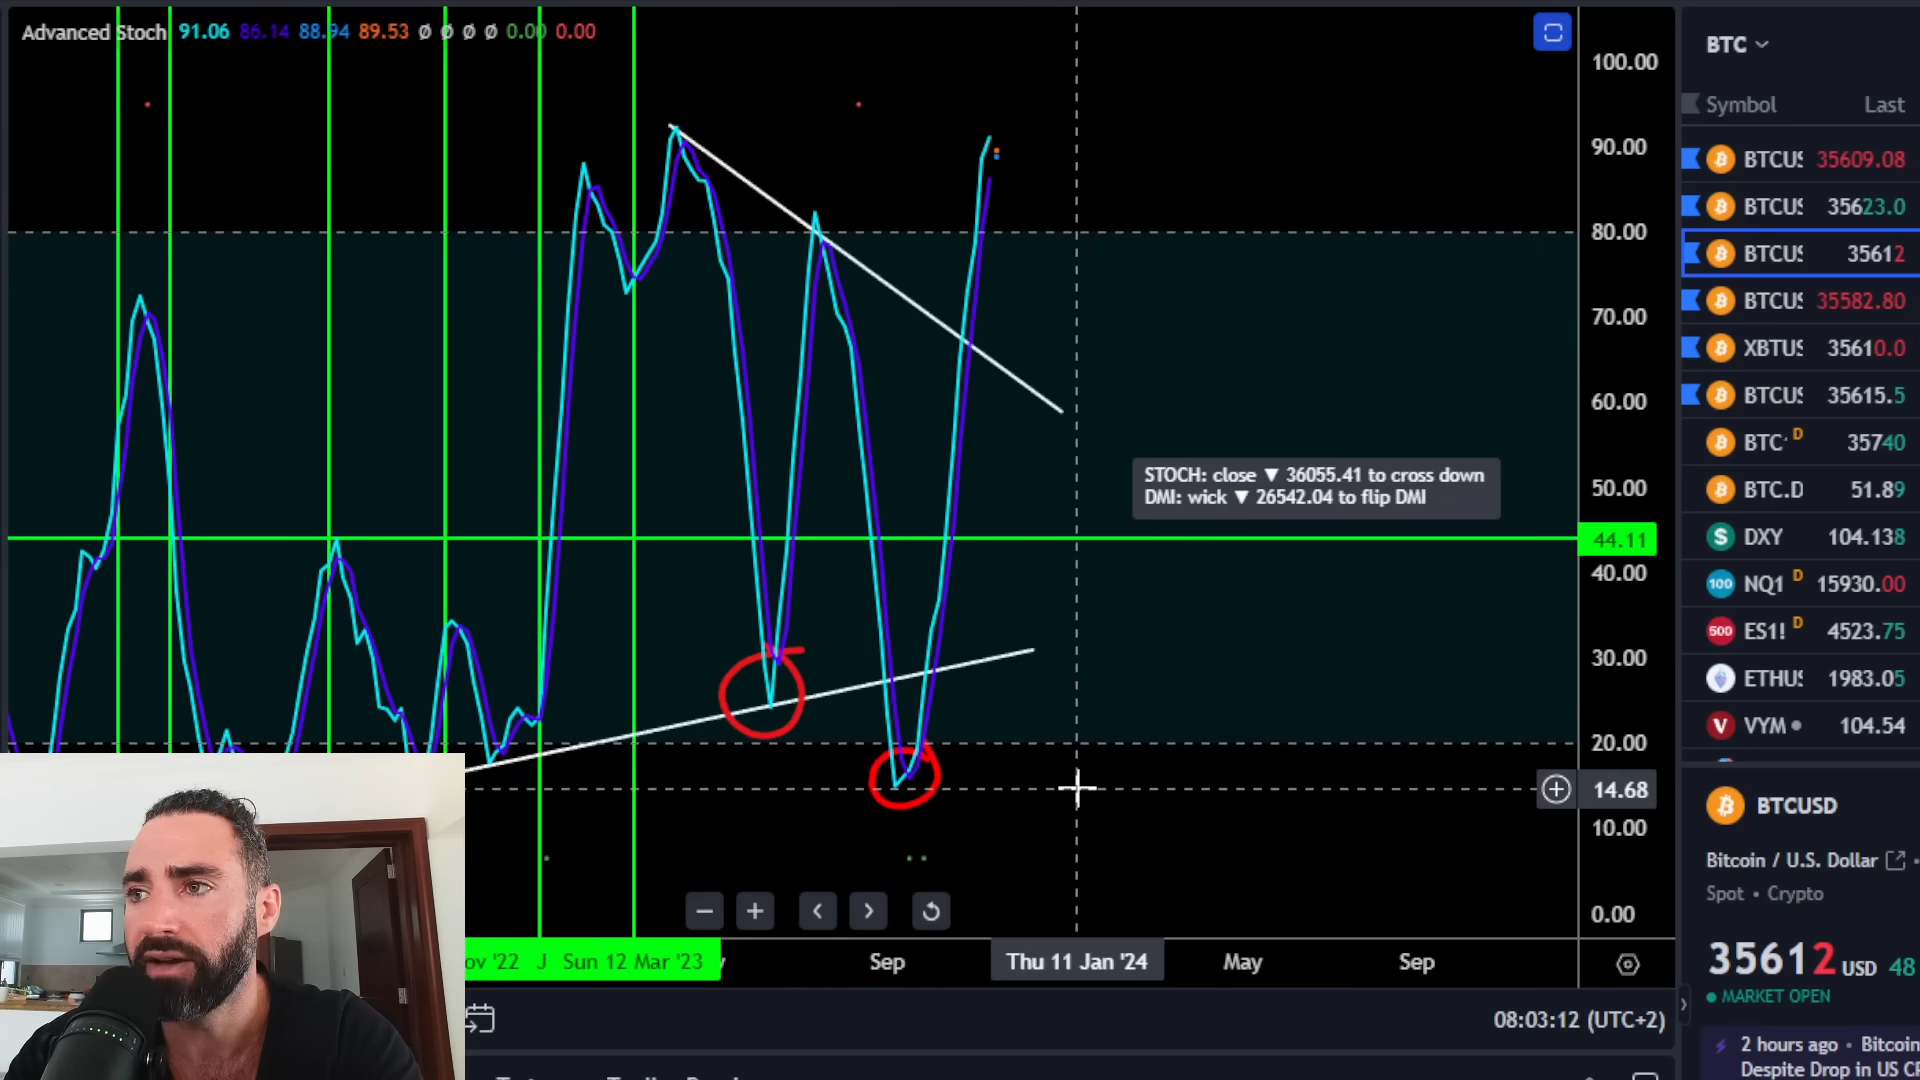 Advanced Stoch 91.06 86.14 88.94 89.53 Ø Ø Ø Ø 0.00 0.00
100.00
90.00
80.00
70.00
60.00
50.00
44.11
40.00
30.00
20.00
14.68
10.00
0.00
STOCH: close ▼ 36055.41 to cross down
DMI: wick ▼ 26542.04 to flip DMI
ov '22 J Sun 12 Mar '23 Sep Thu 11 Jan '24 May Sep
08:03:12 (UTC+2)
BTC
Symbol Last
BTCUS 35609.08
BTCUS 35623.0
BTCUS 35612
BTCUS 35582.80
XBTUS 35610.0
BTCUS 35615.5
BTC D 35740
BTC.D 51.89
S DXY 104.138
100 NQ1 D 15930.00
500 ES1! D 4523.75
ETHUS 1983.05
V VYM 104.54
BTCUSD
Bitcoin / U.S. Dollar
Spot • Crypto
35612 USD 48
MARKET OPEN
2 hours ago • Bitcoin
Despite Drop in US CP